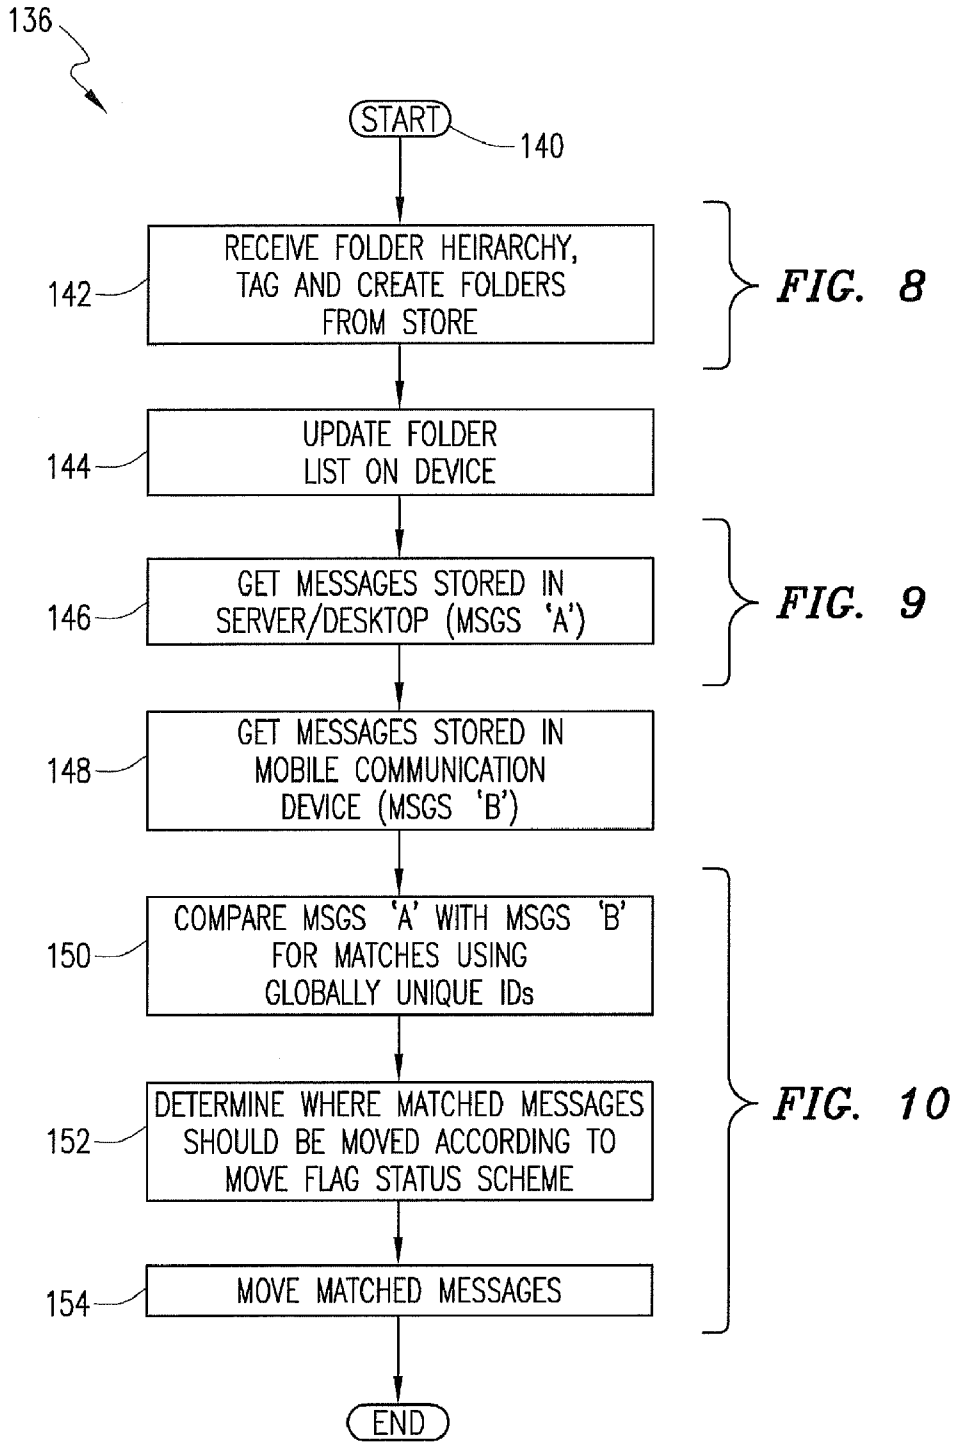 136
START
140
RECEIVE FOLDER HEIRARCHY,
TAG AND CREATE FOLDERS
FROM STORE
142
FIG. 8
UPDATE FOLDER
LIST ON DEVICE
144
GET MESSAGES STORED IN
SERVER/DESKTOP (MSGS 'A')
146
FIG. 9
GET MESSAGES STORED IN
MOBILE COMMUNICATION
DEVICE (MSGS 'B')
148
COMPARE MSGS 'A' WITH MSGS 'B'
FOR MATCHES USING
GLOBALLY UNIQUE IDs
150
DETERMINE WHERE MATCHED MESSAGES
SHOULD BE MOVED ACCORDING TO
MOVE FLAG STATUS SCHEME
152
FIG. 10
MOVE MATCHED MESSAGES
154
END